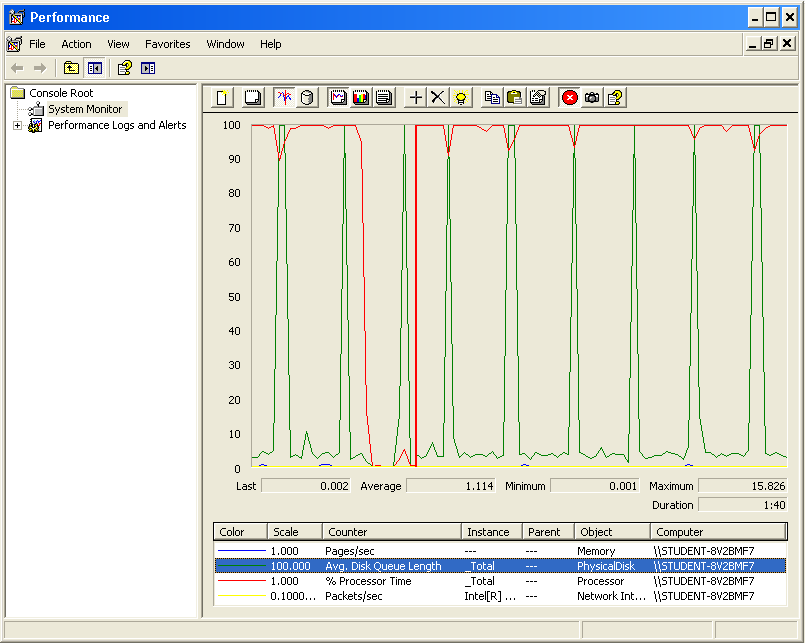 Performance
File Action View Favorites Window Help
Console Root
System Monitor
Performance Logs and Alerts
100
90
80
70
60
50
40
30
20
10
0
Last 0.002 Average 1.114 Minimum 0.001 Maximum 15.826
Duration 1:40
Color Scale Counter Instance Parent Object Computer
1.000 Pages/sec --- --- Memory \\STUDENT-8V2BMF7
100.000 Avg. Disk Queue Length _Total --- PhysicalDisk \\STUDENT-8V2BMF7
1.000 % Processor Time _Total --- Processor \\STUDENT-8V2BMF7
0.1000... Packets/sec Intel[R] ... --- Network Int... \\STUDENT-8V2BMF7